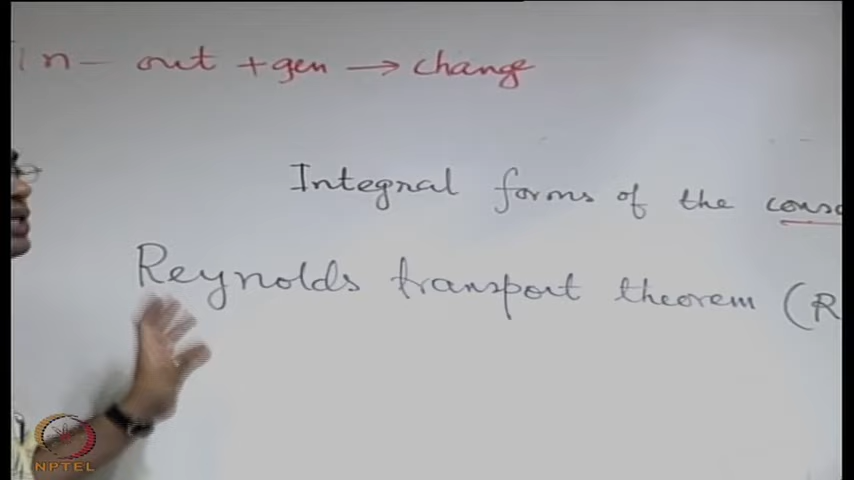 In - out + gen → change
Integral forms of the
Reynolds transport theorem (R
NPTEL